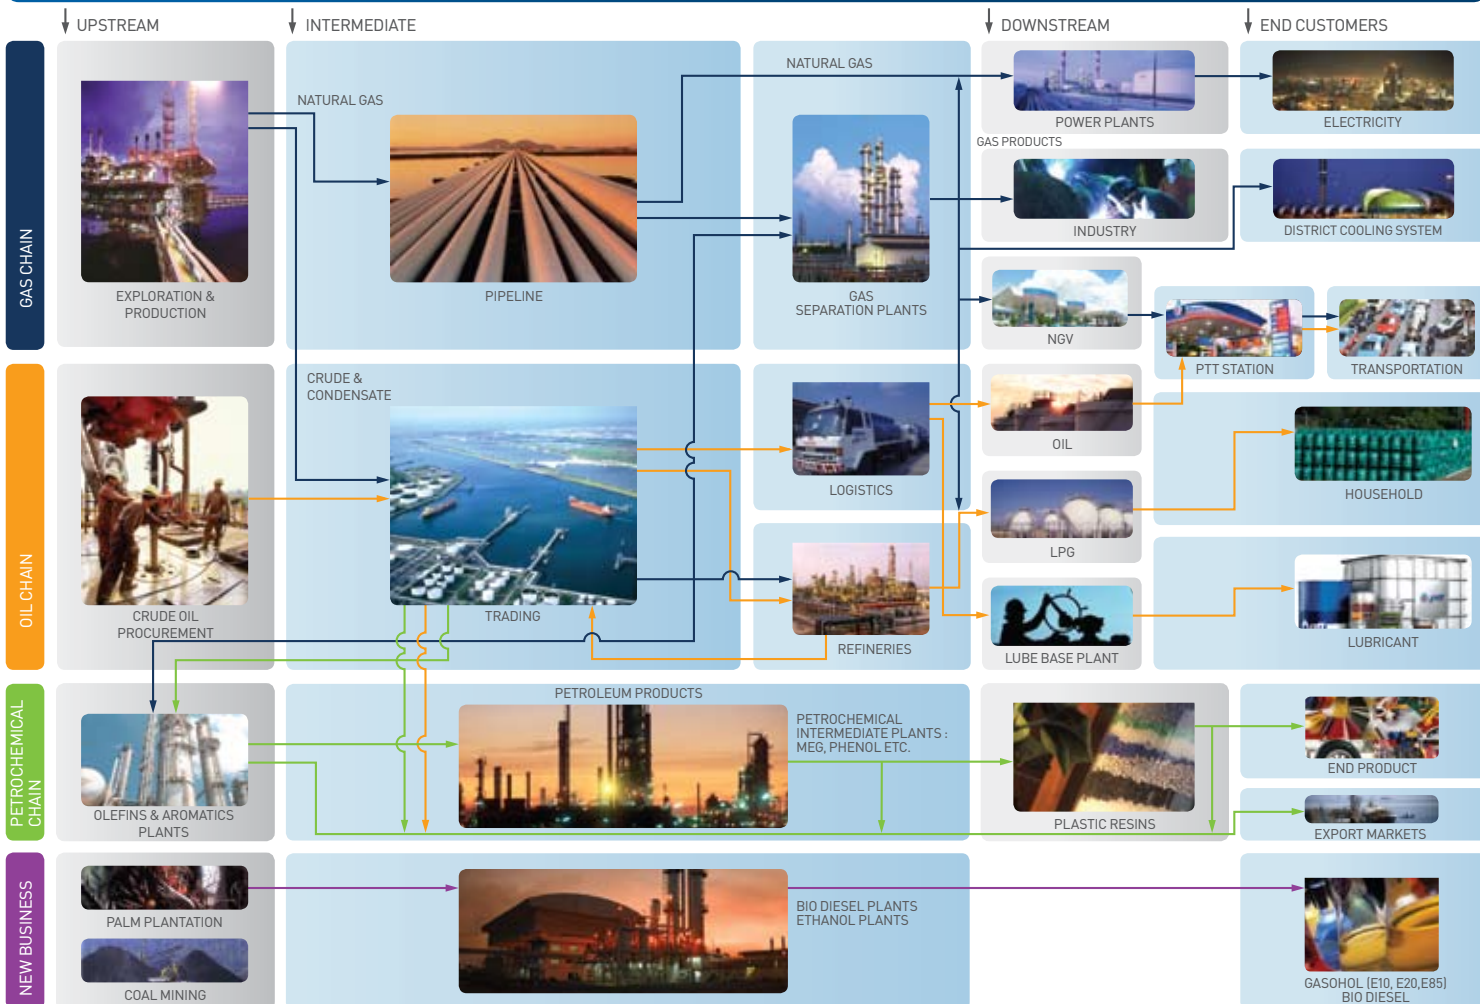 UPSTREAM
INTERMEDIATE
DOWNSTREAM
END CUSTOMERS
GAS CHAIN
NATURAL GAS
NATURAL GAS
EXPLORATION &
PRODUCTION
PIPELINE
GAS
SEPARATION PLANTS
POWER PLANTS
ELECTRICITY
GAS PRODUCTS
INDUSTRY
DISTRICT COOLING SYSTEM
NGV
PTT STATION
TRANSPORTATION
OIL CHAIN
CRUDE &
CONDENSATE
CRUDE OIL
PROCUREMENT
TRADING
LOGISTICS
REFINERIES
OIL
LPG
LUBE BASE PLANT
HOUSEHOLD
LUBRICANT
PETROCHEMICAL
CHAIN
OLEFINS & AROMATICS
PLANTS
PETROLEUM PRODUCTS
PETROCHEMICAL
INTERMEDIATE PLANTS :
MEG, PHENOL ETC.
PLASTIC RESINS
END PRODUCT
EXPORT MARKETS
NEW BUSINESS
PALM PLANTATION
COAL MINING
BIO DIESEL PLANTS
ETHANOL PLANTS
GASOHOL (E10, E20,E85)
BIO DIESEL